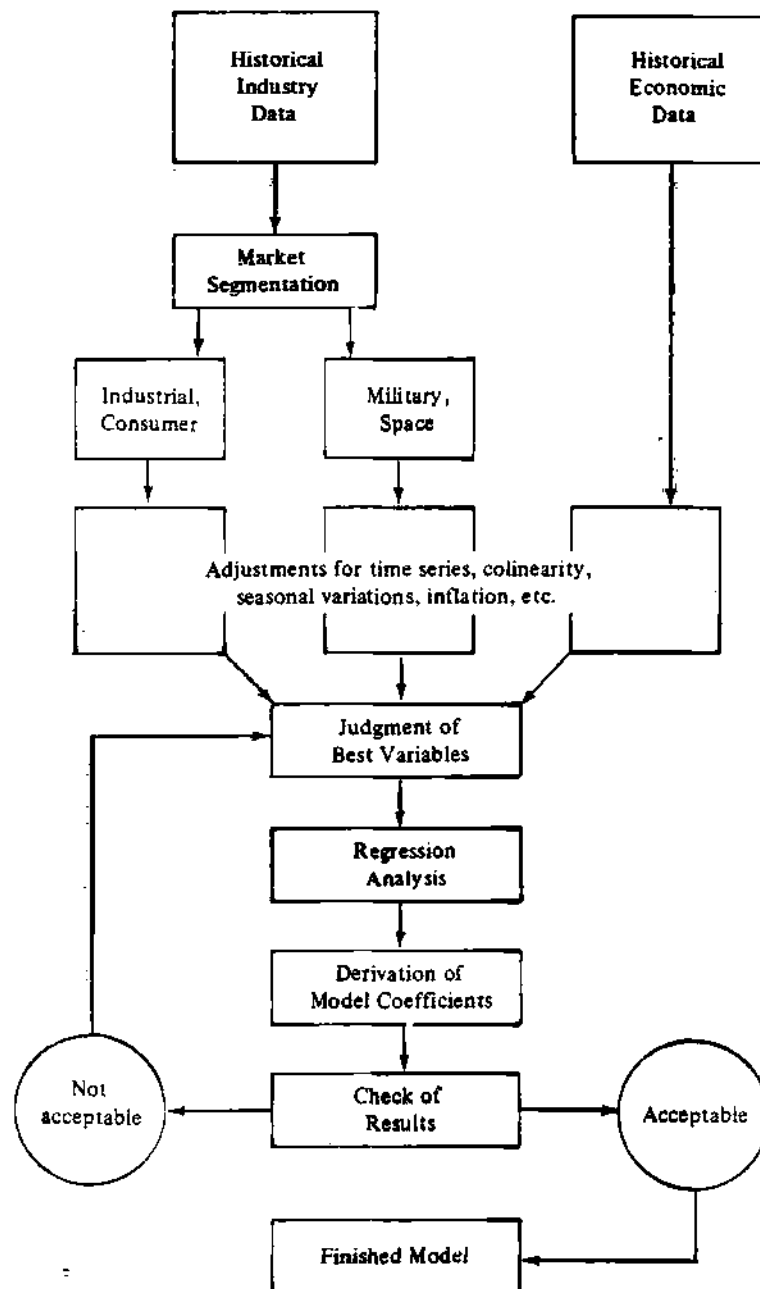 Historical
Industry
Data
Historical
Economic
Data
Market
Segmentation
Industrial,
Consumer
Military,
Space
Adjustments for time series, colinearity,
seasonal variations, inflation, etc.
Judgment of
Best Variables
Regression
Analysis
Derivation of
Model Coefficients
Not
acceptable
Check of
Results
Acceptable
Finished Model